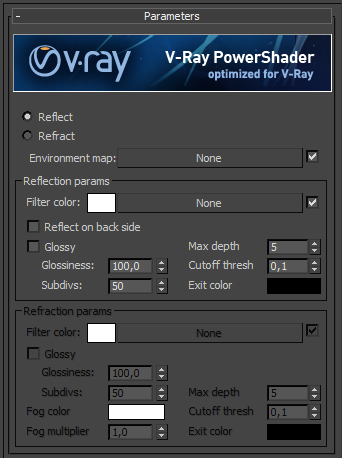 - Parameters
v·ray V-Ray PowerShader
optimized for V-Ray
Reflect
Refract
Environment map: None
Reflection params
Filter color: None
Reflect on back side
Glossy Max depth 5
Glossiness: 100,0 Cutoff thresh 0,1
Subdivs: 50 Exit color
Refraction params
Filter color: None
Glossy
Glossiness: 100,0
Subdivs: 50 Max depth 5
Fog color Cutoff thresh 0,1
Fog multiplier 1,0 Exit color